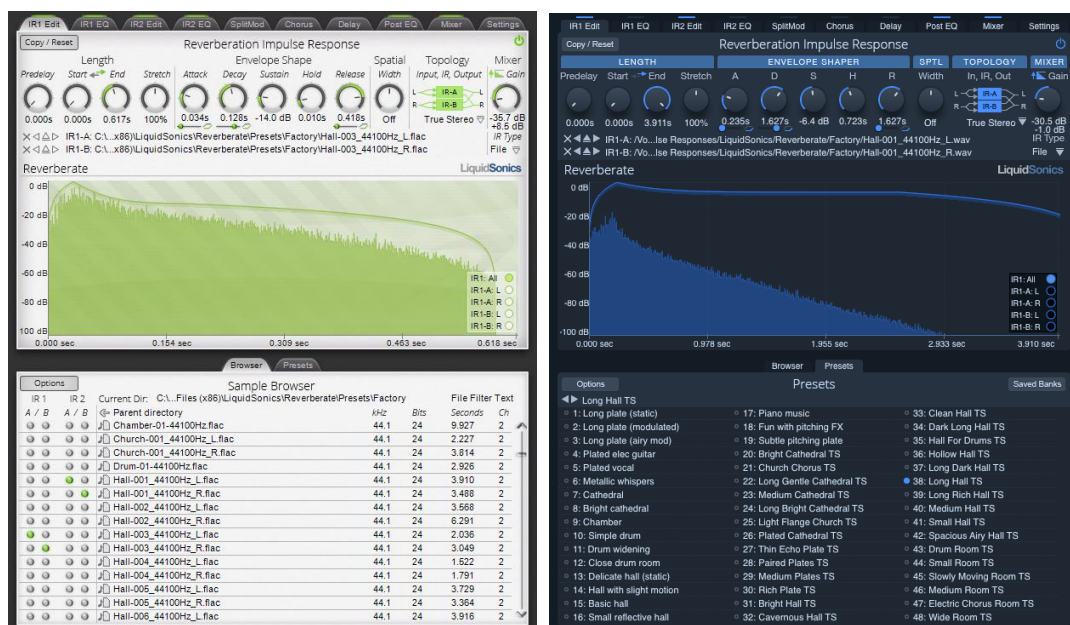 IR1 Edit IR1 EQ IR2 Edit IR2 EQ SplitMod Chorus Delay Post EQ Mixer Settings
Copy / Reset Reverberation Impulse Response
Length Envelope Shape Spatial Topology Mixer
Predelay Start End Stretch Attack Decay Sustain Hold Release Width Input, IR, Output Gain
L IR-A L
R IR-B R
0.000s 0.000s 0.617s 100% 0.034s 0.128s -14.0 dB 0.010s 0.418s Off True Stereo -35.7 dB
+8.5 dB
IR1-A: C:\...x86)\LiquidSonics\Reverberate\Presets\Factory\Hall-003_44100Hz_L.flac IR Type
IR1-B: C:\...x86)\LiquidSonics\Reverberate\Presets\Factory\Hall-003_44100Hz_R.flac File
Reverberate LiquidSonics
0 dB
-20 dB
-40 dB
-60 dB
-80 dB
100 dB
IR1: All
IR1-A: L
IR1-A: R
IR1-B: L
IR1-B: R
0.000 sec 0.154 sec 0.309 sec 0.463 sec 0.618 sec
Browser Presets
Options Sample Browser
IR 1 IR 2 Current Dir: C:\...Files (x86)\LiquidSonics\Reverberate\Presets\Factory File Filter Text
A / B A / B Parent directory kHz Bits Seconds Ch
Chamber-01-44100Hz.flac 44.1 24 9.927 2
Church-001_44100Hz_L.flac 44.1 24 2.227 2
Church-001_44100Hz_R.flac 44.1 24 3.814 2
Drum-01-44100Hz.flac 44.1 24 2.926 2
Hall-001_44100Hz_L.flac 44.1 24 3.910 2
Hall-001_44100Hz_R.flac 44.1 24 3.488 2
Hall-002_44100Hz_L.flac 44.1 24 3.568 2
Hall-002_44100Hz_R.flac 44.1 24 6.291 2
Hall-003_44100Hz_L.flac 44.1 24 2.036 2
Hall-003_44100Hz_R.flac 44.1 24 3.049 2
Hall-004_44100Hz_L.flac 44.1 24 1.522 2
Hall-004_44100Hz_R.flac 44.1 24 1.791 2
Hall-005_44100Hz_L.flac 44.1 24 3.729 2
Hall-005_44100Hz_R.flac 44.1 24 3.364 2
Hall-006_44100Hz_L.flac 44.1 24 3.916 2
IR1 Edit IR1 EQ IR2 Edit IR2 EQ SplitMod Chorus Delay Post EQ Mixer Settings
Copy / Reset Reverberation Impulse Response
LENGTH ENVELOPE SHAPER SPTL TOPOLOGY MIXER
Predelay Start End Stretch A D S H R Width In, IR, Out Gain
L IR-A L
R IR-B R
0.000s 0.000s 3.911s 100% 0.235s 1.627s -6.4 dB 0.723s 1.627s Off True Stereo -30.5 dB
-1.0 dB
IR1-A: /Vo...lse Responses/LiquidSonics/Reverberate/Factory/Hall-001_44100Hz_L.wav IR Type
IR1-B: /Vo...lse Responses/LiquidSonics/Reverberate/Factory/Hall-001_44100Hz_R.wav File
Reverberate LiquidSonics
0 dB
-20 dB
-40 dB
-60 dB
-80 dB
-100 dB
IR1: All
IR1-A: L
IR1-A: R
IR1-B: L
IR1-B: R
0.000 sec 0.978 sec 1.955 sec 2.933 sec 3.910 sec
Browser Presets
Options Presets Saved Banks
Long Hall TS
1: Long plate (static) 17: Piano music 33: Clean Hall TS
2: Long plate (modulated) 18: Fun with pitching FX 34: Dark Long Hall TS
3: Long plate (airy mod) 19: Subtle pitching plate 35: Hall For Drums TS
4: Plated elec guitar 20: Bright Cathedral TS 36: Hollow Hall TS
5: Plated vocal 21: Church Chorus TS 37: Long Dark Hall TS
6: Metallic whispers 22: Long Gentle Cathedral TS 38: Long Hall TS
7: Cathedral 23: Medium Cathedral TS 39: Long Rich Hall TS
8: Bright cathedral 24: Long Bright Cathedral TS 40: Medium Hall TS
9: Chamber 25: Light Flange Church TS 41: Small Hall TS
10: Simple drum 26: Plated Cathedral TS 42: Spacious Airy Hall TS
11: Drum widening 27: Thin Echo Plate TS 43: Drum Room TS
12: Close drum room 28: Paired Plates TS 44: Small Room TS
13: Delicate hall (static) 29: Medium Plates TS 45: Slowly Moving Room TS
14: Hall with slight motion 30: Rich Plate TS 46: Medium Room TS
15: Basic hall 31: Bright Hall TS 47: Electric Chorus Room TS
16: Small reflective hall 32: Cavernous Hall TS 48: Wide Room TS